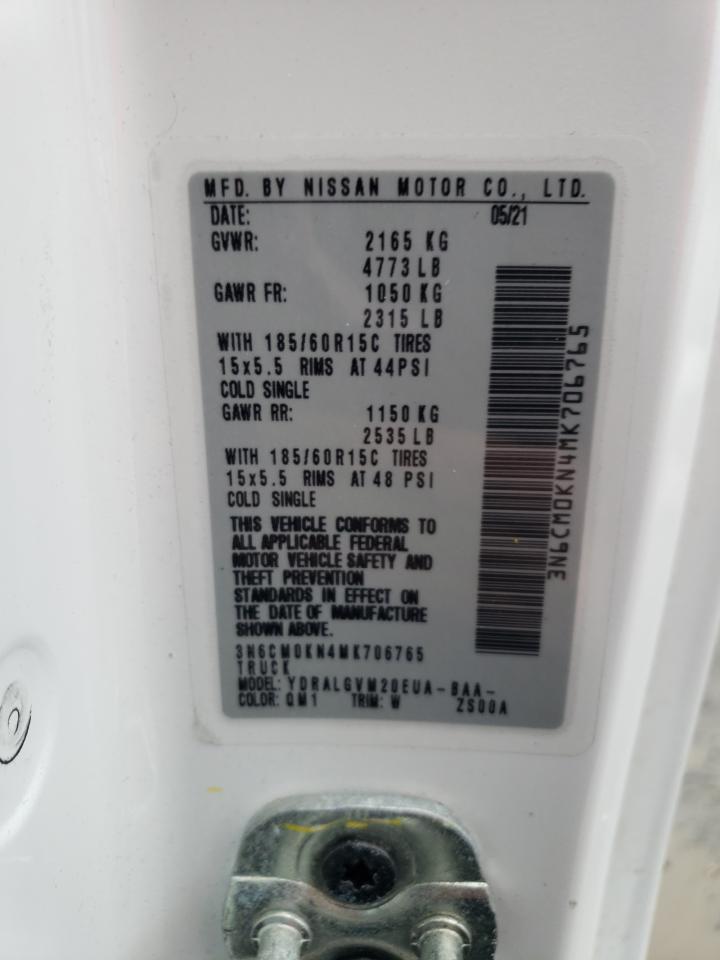 MFD. BY NISSAN MOTOR CO., LTD.
DATE: 05/21
GVWR: 2165 KG
4773 LB
GAWR FR: 1050 KG
2315 LB
WITH 185/60R15C TIRES
15x5.5 RIMS AT 44PSI
COLD SINGLE
GAWR RR: 1150 KG
2535 LB
WITH 185/60R15C TIRES
15x5.5 RIMS AT 48 PSI
COLD SINGLE
THIS VEHICLE CONFORMS TO
ALL APPLICABLE FEDERAL
MOTOR VEHICLE SAFETY AND
THEFT PREVENTION
STANDARDS IN EFFECT ON
THE DATE OF MANUFACTURE
SHOWN ABOVE.
3N6CM0KN4MK706765
TRUCK
MODEL: YDRALGVM20EUA-BAA-
COLOR: QM1 TRIM: W ZS00A
3N6CM0KN4MK706765